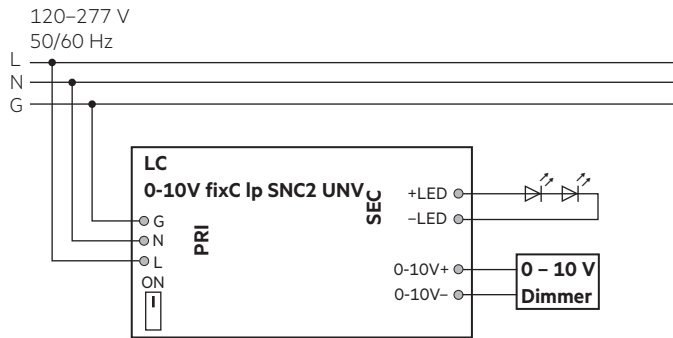 120–277 V
50/60 Hz
L
N
G
LC
0-10V fixC lp SNC2 UNV
PRI
SEC
G
N
L
ON
+LED
–LED
0-10V+
0-10V–
0 – 10 V
Dimmer